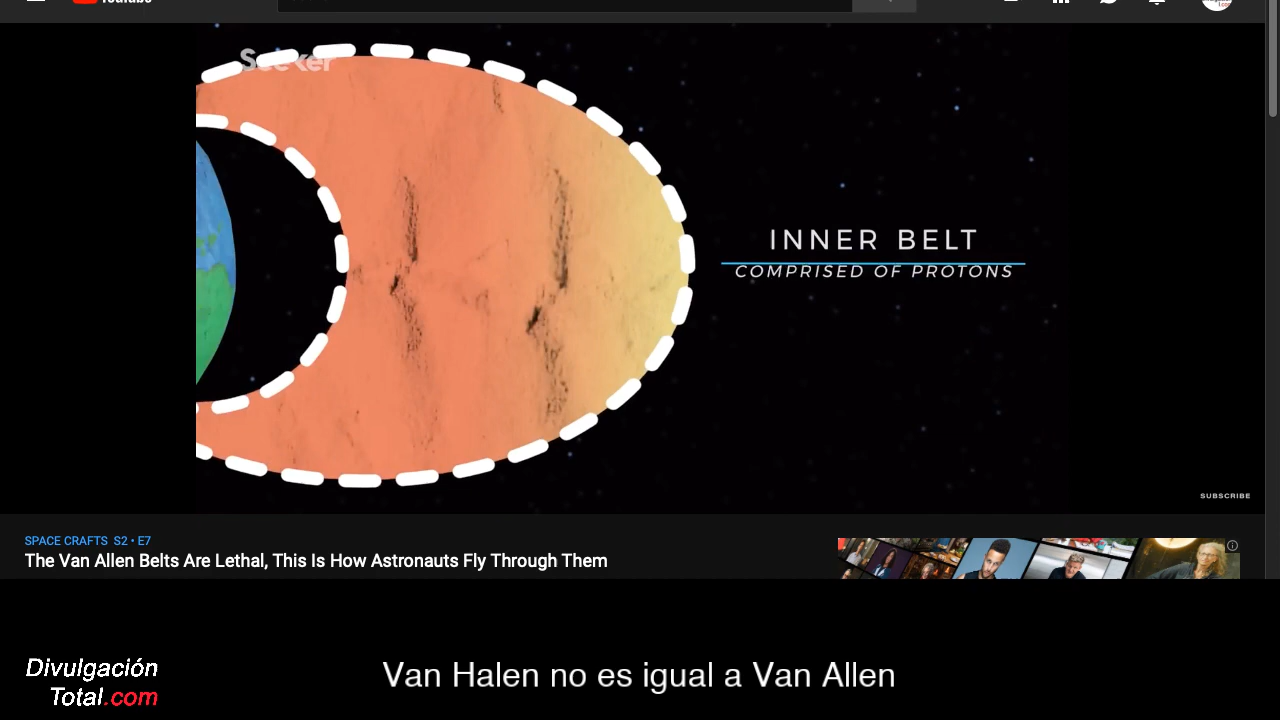 Seeker
INNER BELT
COMPRISED OF PROTONS
SUBSCRIBE
SPACE CRAFTS S2 • E7
The Van Allen Belts Are Lethal, This Is How Astronauts Fly Through Them
Divulgación
Total.com
Van Halen no es igual a Van Allen